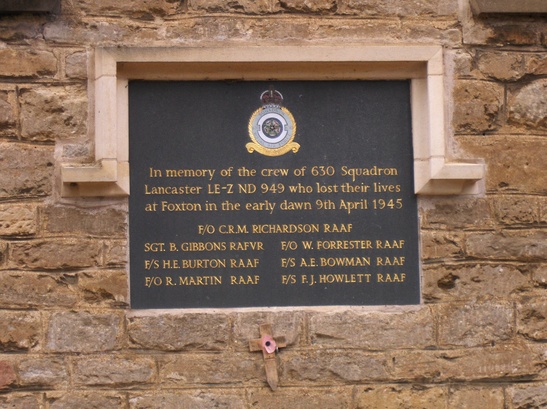 In memory of the crew of 630 Squadron
Lancaster LE-Z ND 949 who lost their lives
at Foxton in the early dawn 9th April 1945
F/O C.R.M. RICHARDSON RAAF
SGT. B. GIBBONS RAFVR F/O W. FORRESTER RAAF
F/S H.E. BURTON RAAF F/S A.E. BOWMAN RAAF
F/O R. MARTIN RAAF F/S F.J. HOWLETT RAAF